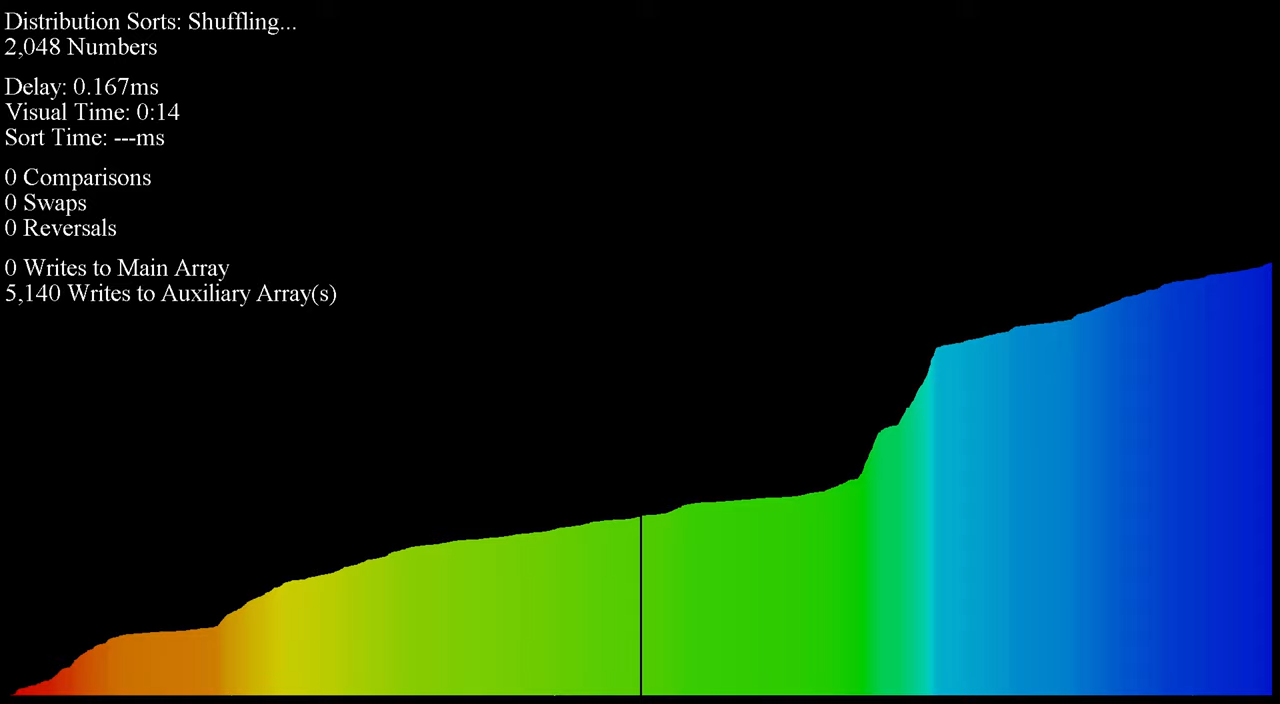 Distribution Sorts: Shuffling...
2,048 Numbers
Delay: 0.167ms
Visual Time: 0:14
Sort Time: ---ms
0 Comparisons
0 Swaps
0 Reversals
0 Writes to Main Array
5,140 Writes to Auxiliary Array(s)